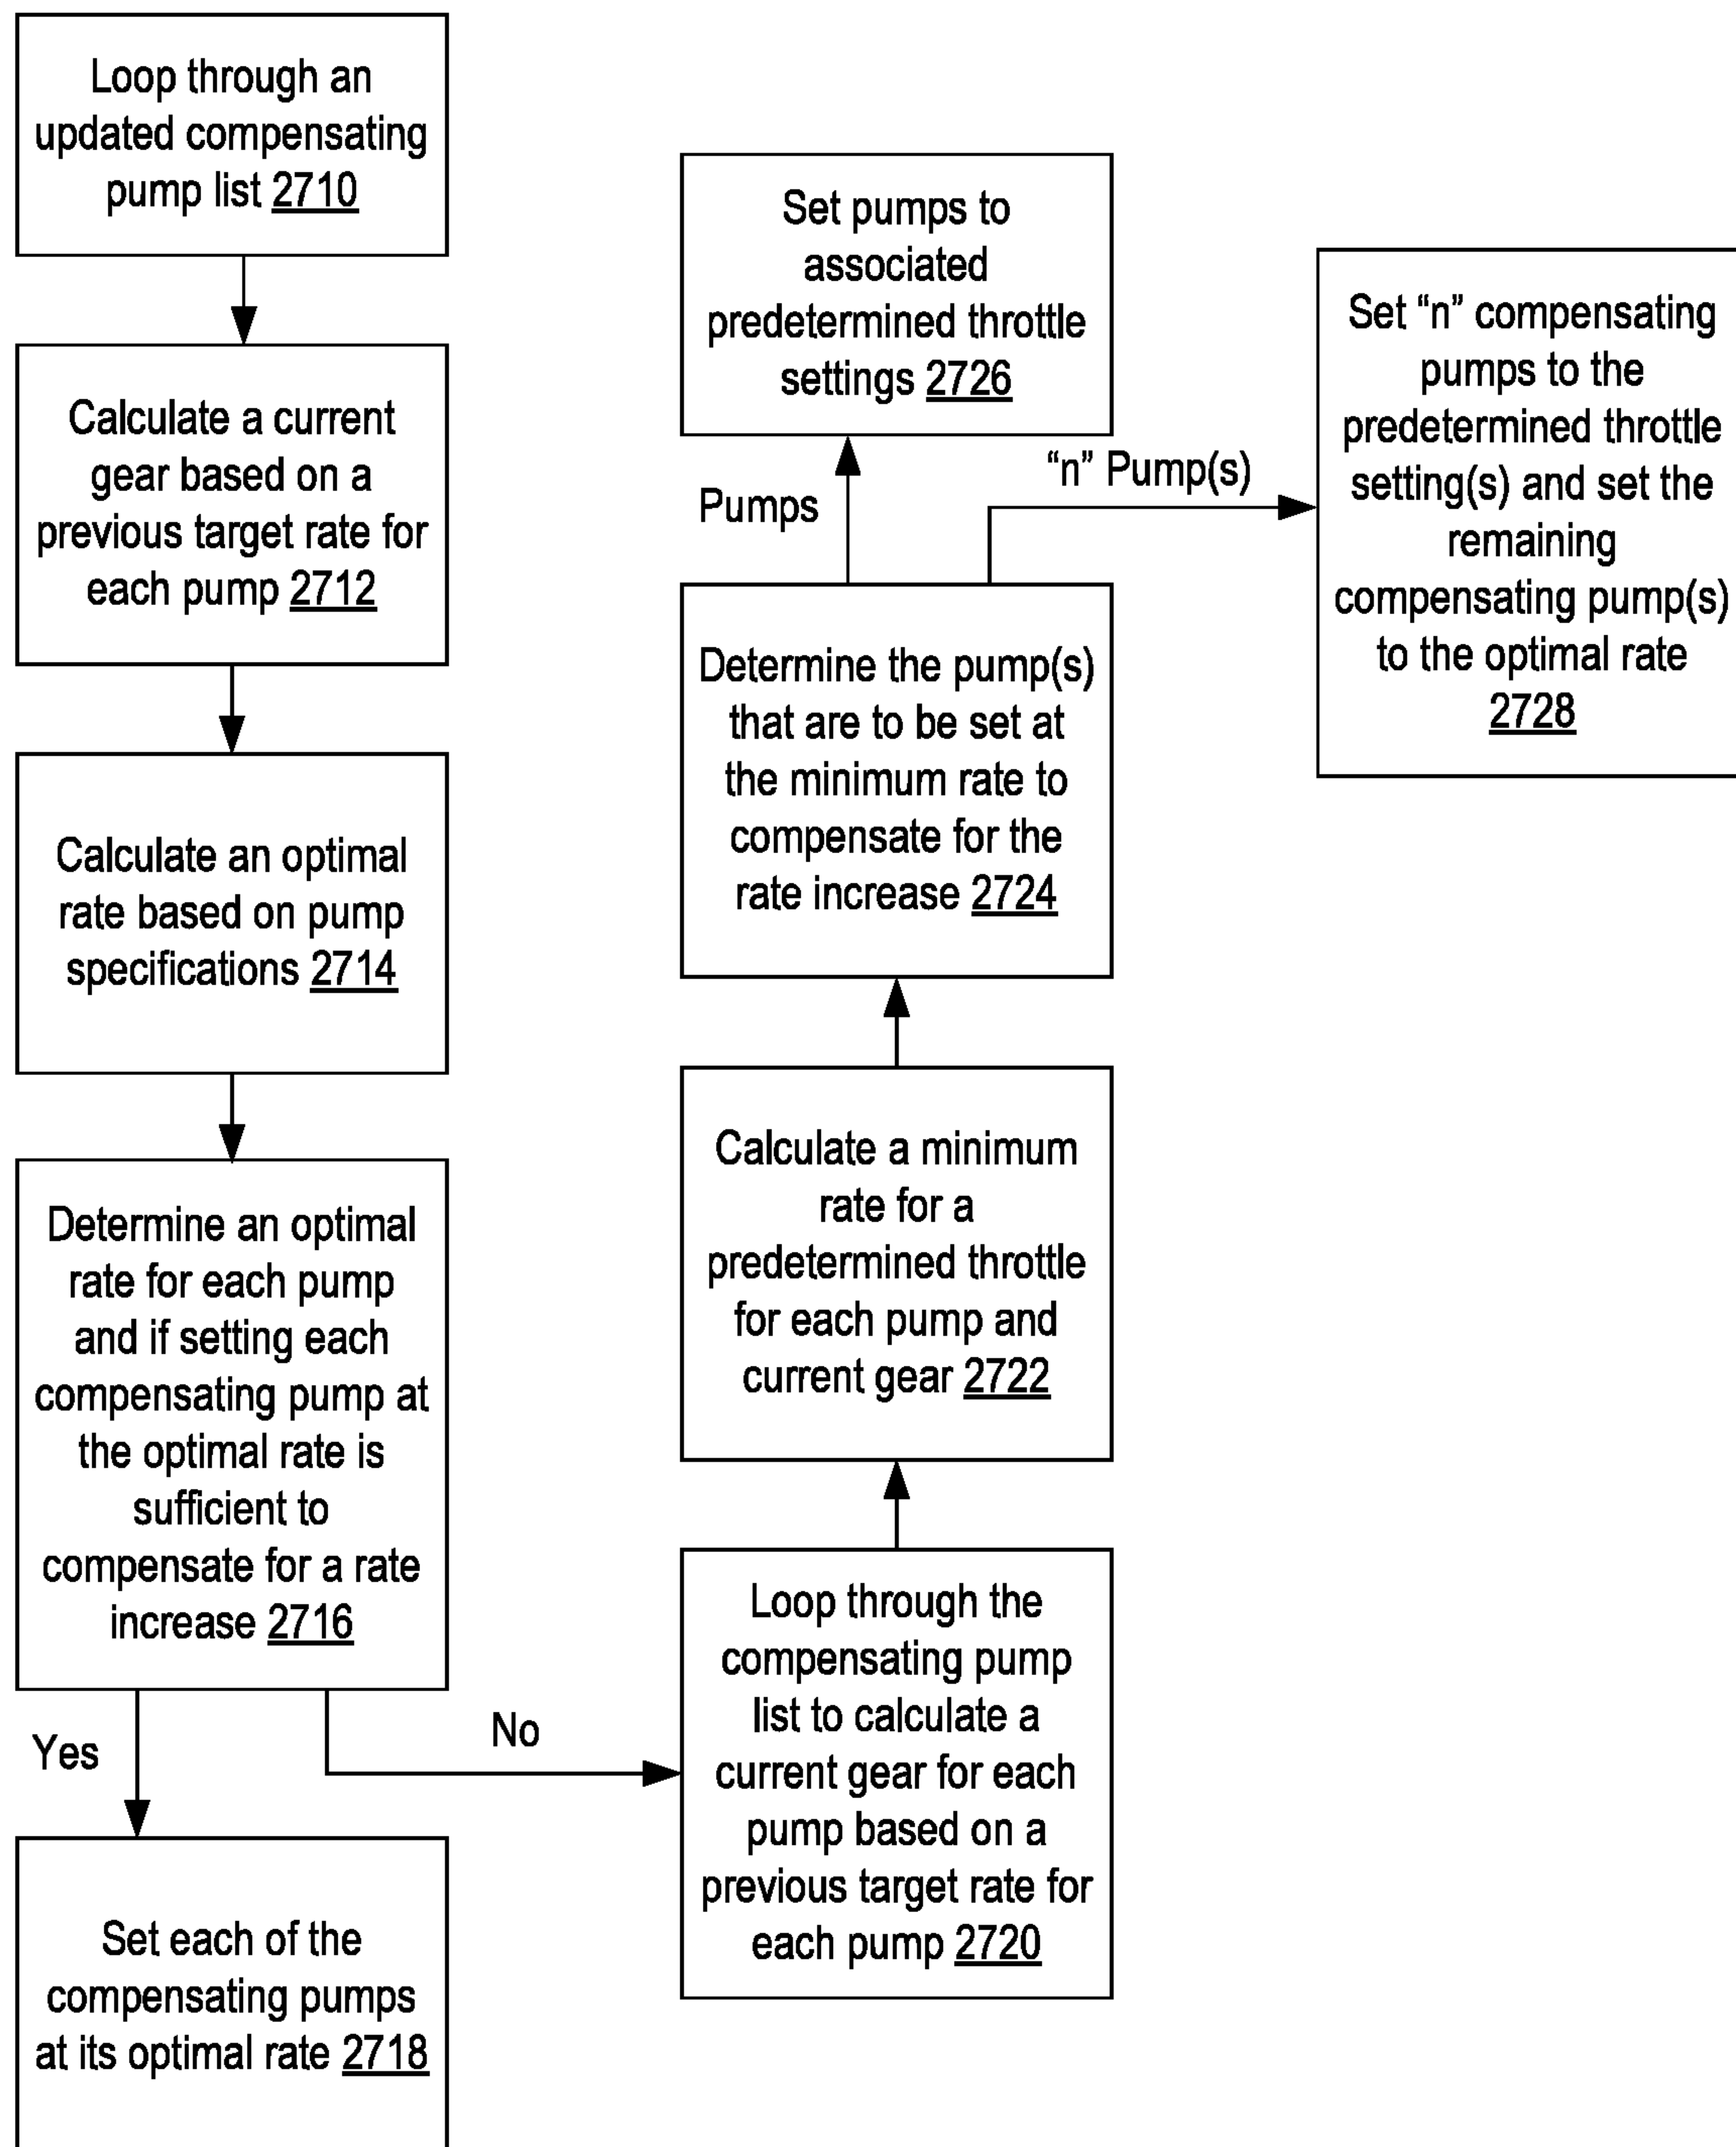 Loop through an
updated compensating
pump list 2710
Calculate a current
gear based on a
previous target rate for
each pump 2712
Calculate an optimal
rate based on pump
specifications 2714
Determine an optimal
rate for each pump
and if setting each
compensating pump at
the optimal rate is
sufficient to
compensate for a rate
increase 2716
Yes
No
Set each of the
compensating pumps
at its optimal rate 2718
Loop through the
compensating pump
list to calculate a
current gear for each
pump based on a
previous target rate for
each pump 2720
Calculate a minimum
rate for a
predetermined throttle
for each pump and
current gear 2722
Determine the pump(s)
that are to be set at
the minimum rate to
compensate for the
rate increase 2724
Pumps
“n” Pump(s)
Set pumps to
associated
predetermined throttle
settings 2726
Set “n” compensating
pumps to the
predetermined throttle
setting(s) and set the
remaining
compensating pump(s)
to the optimal rate
2728